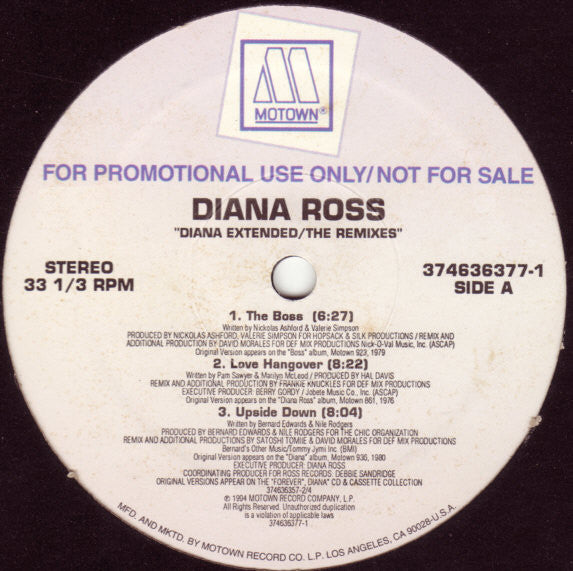 MOTOWN®
FOR PROMOTIONAL USE ONLY/NOT FOR SALE
DIANA ROSS
"DIANA EXTENDED/THE REMIXES"
STEREO
33 1/3 RPM
374636377-1
SIDE A
1. The Boss (6:27)
Written by Nickolas Ashford & Valerie Simpson
PRODUCED BY NICKOLAS ASHFORD, VALERIE SIMPSON FOR HOPSACK & SILK PRODUCTIONS / REMIX AND
ADDITIONAL PRODUCTION BY DAVID MORALES FOR DEF MIX PRODUCTIONS Nick-O-Val Music, Inc. (ASCAP)
Original Version appears on the "Boss" album, Motown 923, 1979
2. Love Hangover (8:22)
Written by Pam Sawyer & Marilyn McLeod / PRODUCED BY HAL DAVIS
REMIX AND ADDITIONAL PRODUCTION BY FRANKIE KNUCKLES FOR DEF MIX PRODUCTIONS
EXECUTIVE PRODUCER: BERRY GORDY / Jobete Music Co., Inc. (ASCAP)
Original Version appears on the "Diana Ross" album, Motown 861, 1976
3. Upside Down (8:04)
Written by Bernard Edwards & Nile Rodgers
PRODUCED BY BERNARD EDWARDS & NILE RODGERS FOR THE CHIC ORGANIZATION
REMIX AND ADDITIONAL PRODUCTIONS BY SATOSHI TOMIIE & DAVID MORALES FOR DEF MIX PRODUCTIONS
Bernard's Other Music/Tommy Jymi Inc. (BMI)
Original Version appears on the "Diana" album, Motown 936, 1980
EXECUTIVE PRODUCER: DIANA ROSS
COORDINATING PRODUCER FOR ROSS RECORDS: DEBBIE SANDRIDGE
ORIGINAL VERSIONS APPEAR ON THE "FOREVER, DIANA" CD & CASSETTE COLLECTION
374636357-2/4
℗ 1994 MOTOWN RECORD COMPANY, L.P.
All Rights Reserved. Unauthorized duplication
is a violation of applicable laws
374636377-1
MFD. AND MKTD. BY MOTOWN RECORD CO. L.P. LOS ANGELES, CA 90028-U.S.A.